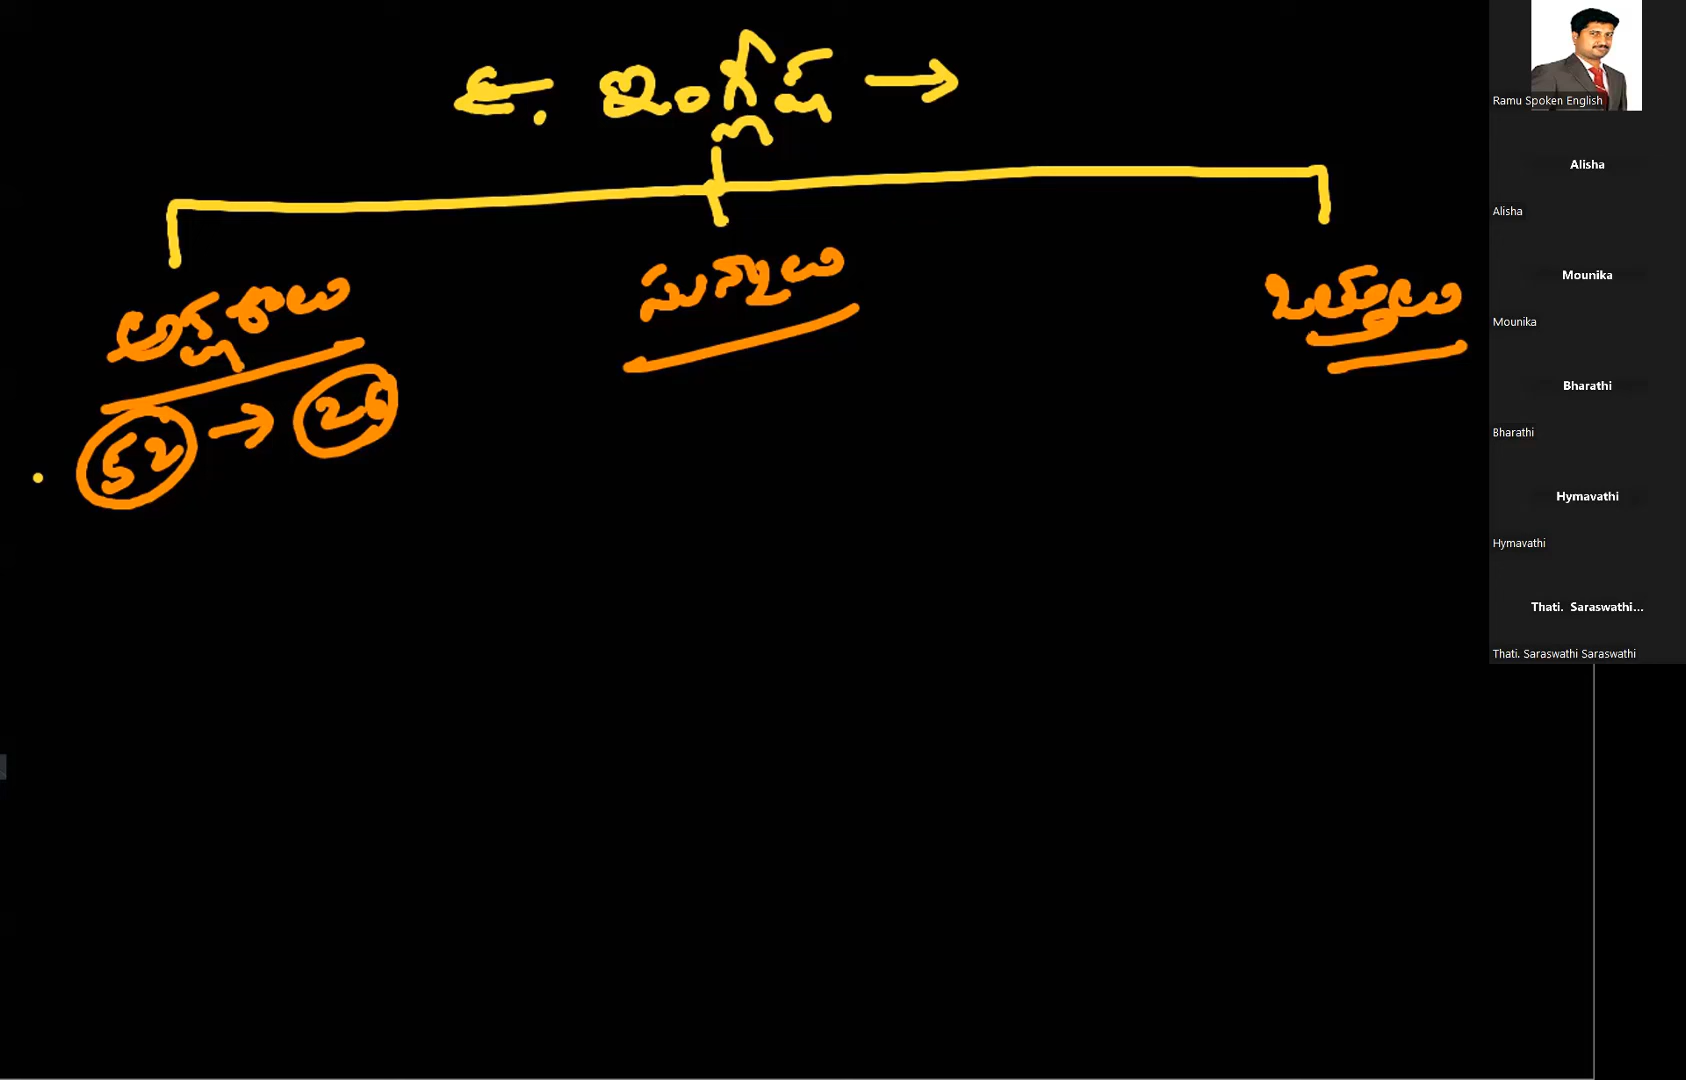 ఇంగ్లీష్ →
అక్షరాలు సున్నాలు ఒత్తులు
52 → 26
Ramu Spoken English
Alisha
Alisha
Mounika
Mounika
Bharathi
Bharathi
Hymavathi
Hymavathi
Thati. Saraswathi...
Thati. Saraswathi Saraswathi